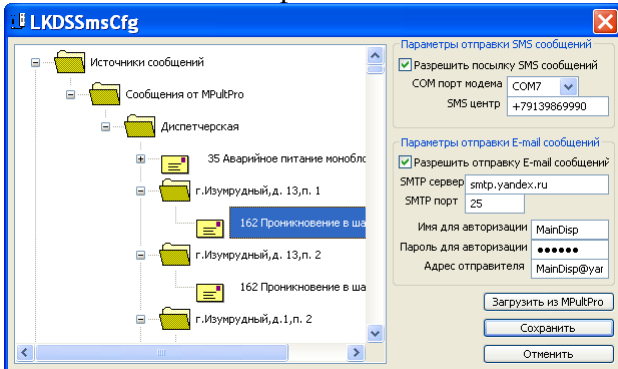 LKDSSmsCfg
Источники сообщений
Сообщения от MPultPro
Диспетчерская
35 Аварийное питание монобло
г.Изумрудный,д. 13,п. 1
162 Проникновение в ша
г.Изумрудный,д. 13,п. 2
162 Проникновение в ша
г.Изумрудный,д.1,п. 2
Параметры отправки SMS сообщений
Разрешить посылку SMS сообщений
COM порт модема COM7
SMS центр +79139869990
Параметры отправки E-mail сообщений
Разрешить отправку E-mail сообщений
SMTP сервер smtp.yandex.ru
SMTP порт 25
Имя для авторизации MainDisp
Пароль для авторизации ●●●●●●
Адрес отправителя MainDisp@yar
Загрузить из MPultPro
Сохранить
Отменить